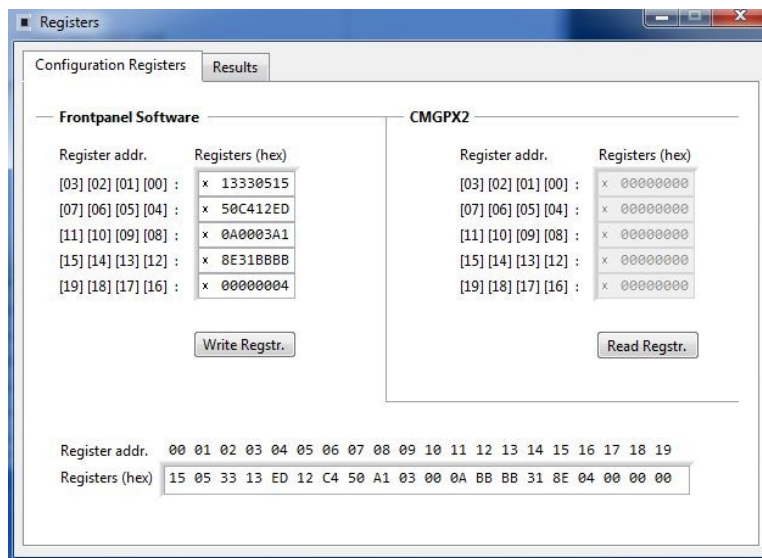 Registers
Configuration Registers Results
Frontpanel Software CMGPX2
Register addr. Registers (hex) Register addr. Registers (hex)
[03] [02] [01] [00] : x 13330515 [03] [02] [01] [00] : x 00000000
[07] [06] [05] [04] : x 50C412ED [07] [06] [05] [04] : x 00000000
[11] [10] [09] [08] : x 0A0003A1 [11] [10] [09] [08] : x 00000000
[15] [14] [13] [12] : x 8E31BBBB [15] [14] [13] [12] : x 00000000
[19] [18] [17] [16] : x 00000004 [19] [18] [17] [16] : x 00000000
Write Regstr. Read Regstr.
Register addr. 00 01 02 03 04 05 06 07 08 09 10 11 12 13 14 15 16 17 18 19
Registers (hex) 15 05 33 13 ED 12 C4 50 A1 03 00 0A BB BB 31 8E 04 00 00 00